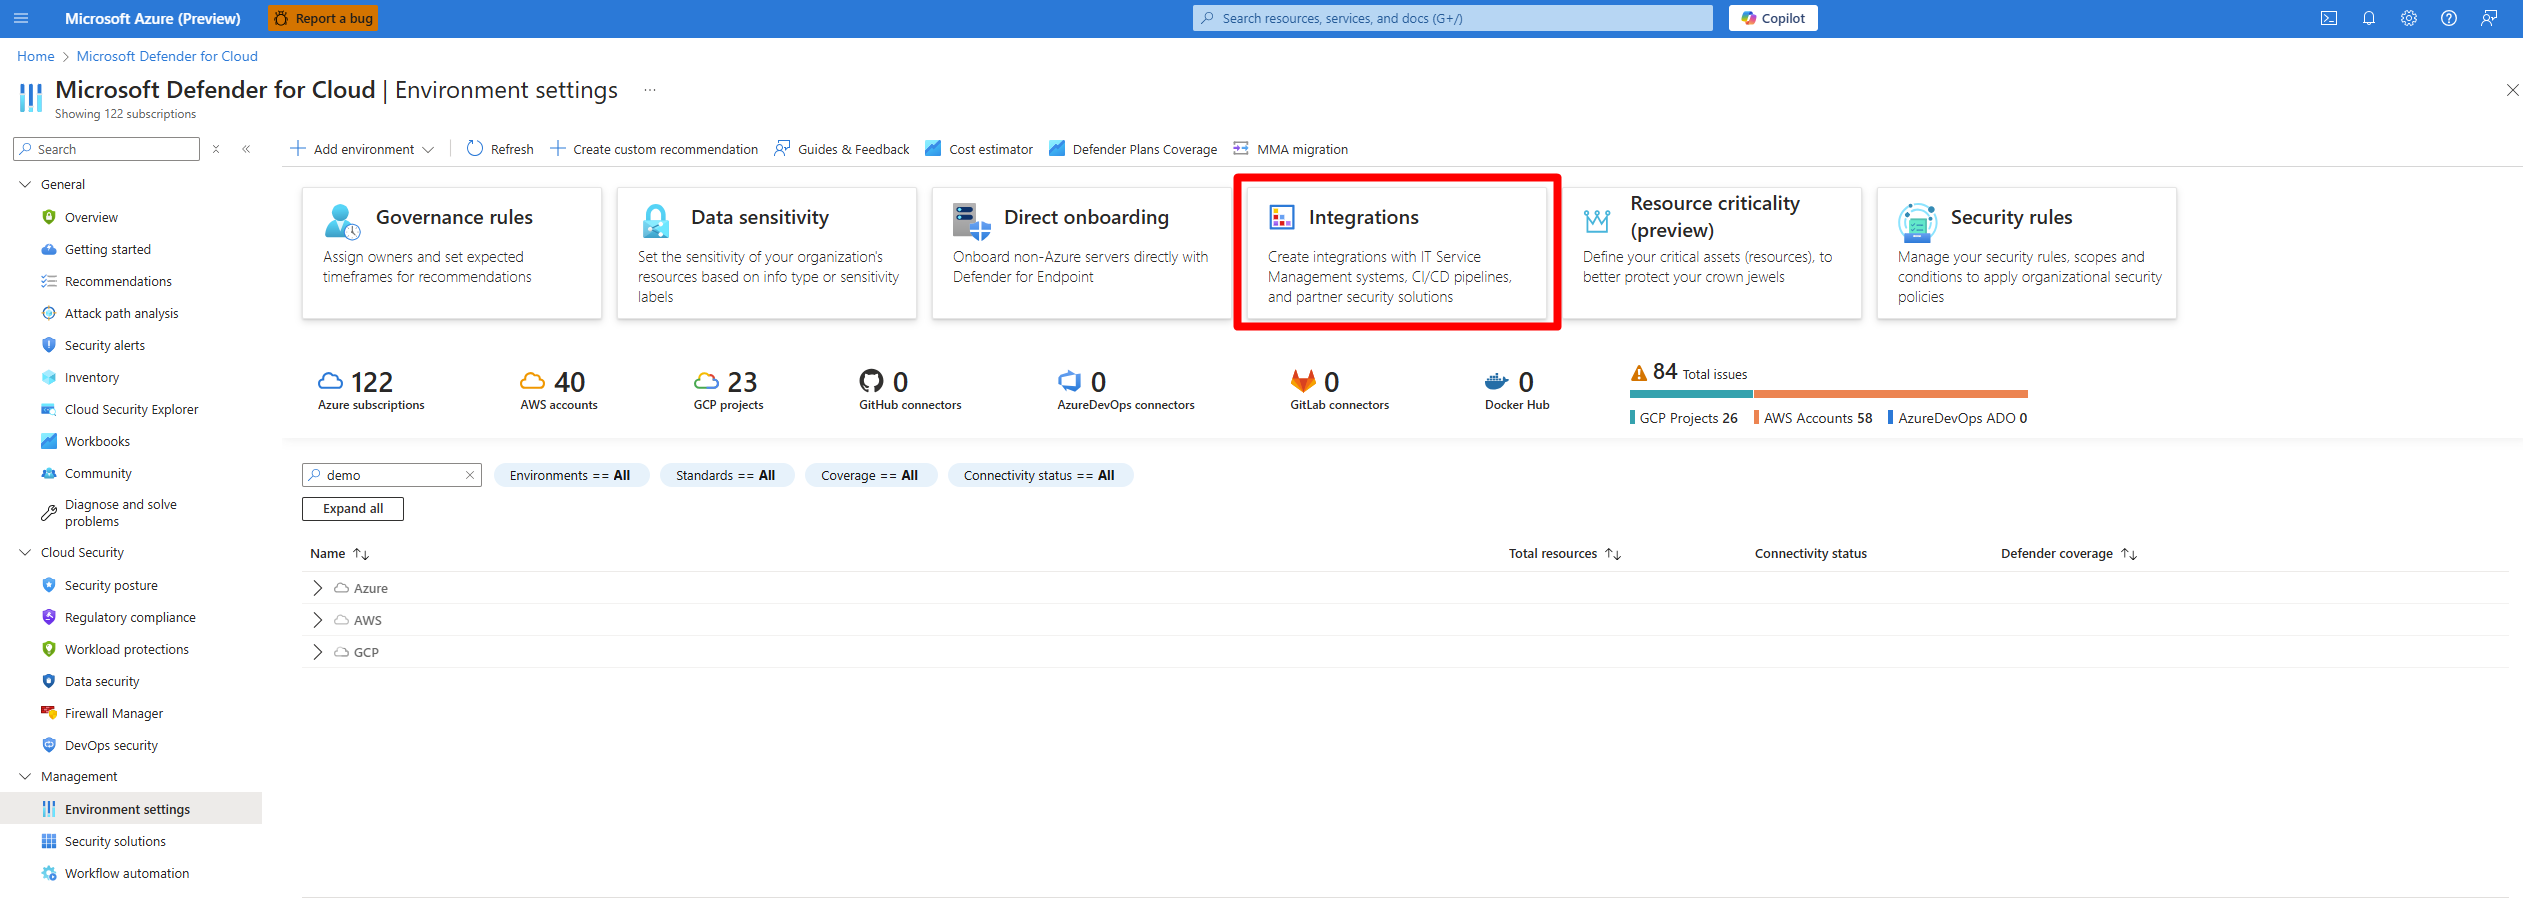 Microsoft Azure (Preview)
Report a bug
Search resources, services, and docs (G+/)
Copilot
Home
Microsoft Defender for Cloud
Microsoft Defender for Cloud | Environment settings
Showing 122 subscriptions
Search
Add environment
Refresh
Create custom recommendation
Guides & Feedback
Cost estimator
Defender Plans Coverage
MMA migration
General
Overview
Getting started
Recommendations
Attack path analysis
Security alerts
Inventory
Cloud Security Explorer
Workbooks
Community
Diagnose and solve
problems
Cloud Security
Security posture
Regulatory compliance
Workload protections
Data security
Firewall Manager
DevOps security
Management
Environment settings
Security solutions
Workflow automation
Governance rules
Assign owners and set expected
timeframes for recommendations
Data sensitivity
Set the sensitivity of your organization's
resources based on info type or sensitivity
labels
Direct onboarding
Onboard non-Azure servers directly with
Defender for Endpoint
Integrations
Create integrations with IT Service
Management systems, CI/CD pipelines,
and partner security solutions
Resource criticality
(preview)
Define your critical assets (resources), to
better protect your crown jewels
Security rules
Manage your security rules, scopes and
conditions to apply organizational security
policies
122
Azure subscriptions
40
AWS accounts
23
GCP projects
0
GitHub connectors
0
AzureDevOps connectors
0
GitLab connectors
0
Docker Hub
84 Total issues
GCP Projects 26
AWS Accounts 58
AzureDevOps ADO 0
demo
Environments == All
Standards == All
Coverage == All
Connectivity status == All
Expand all
Name
Total resources
Connectivity status
Defender coverage
Azure
AWS
GCP